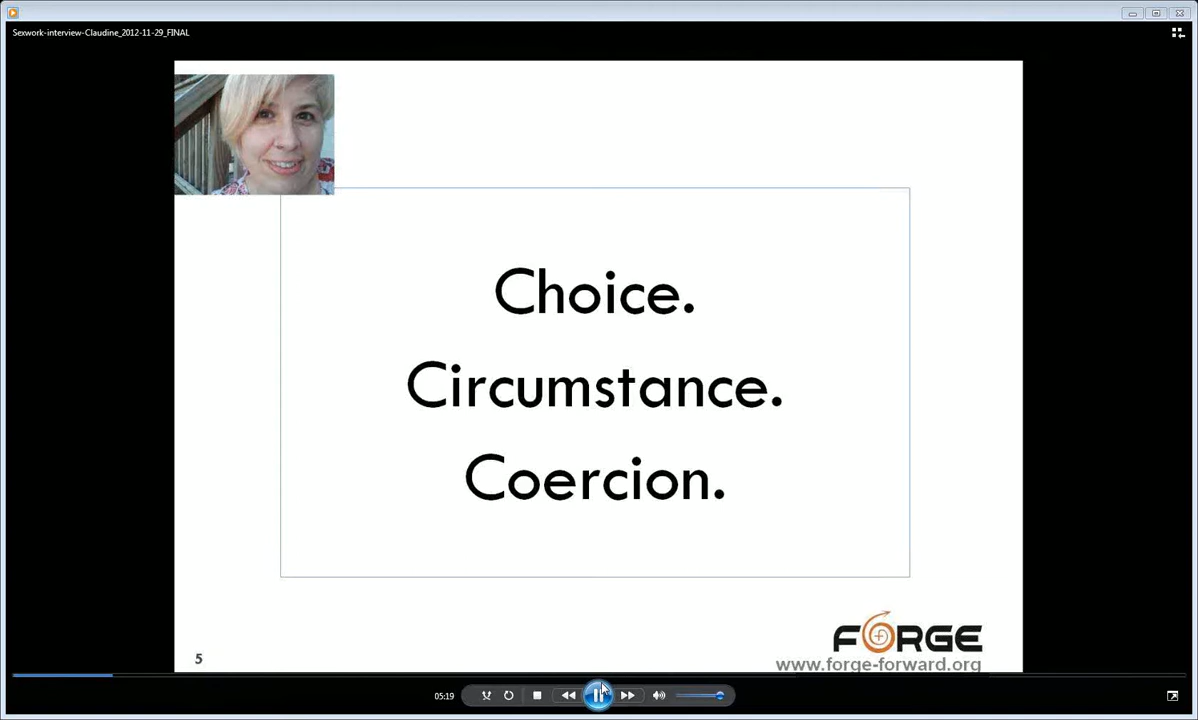 Sexwork-interview-Claudine_2012-11-29_FINAL
Choice.
Circumstance.
Coercion.
FORGE
www.forge-forward.org
5
05:19